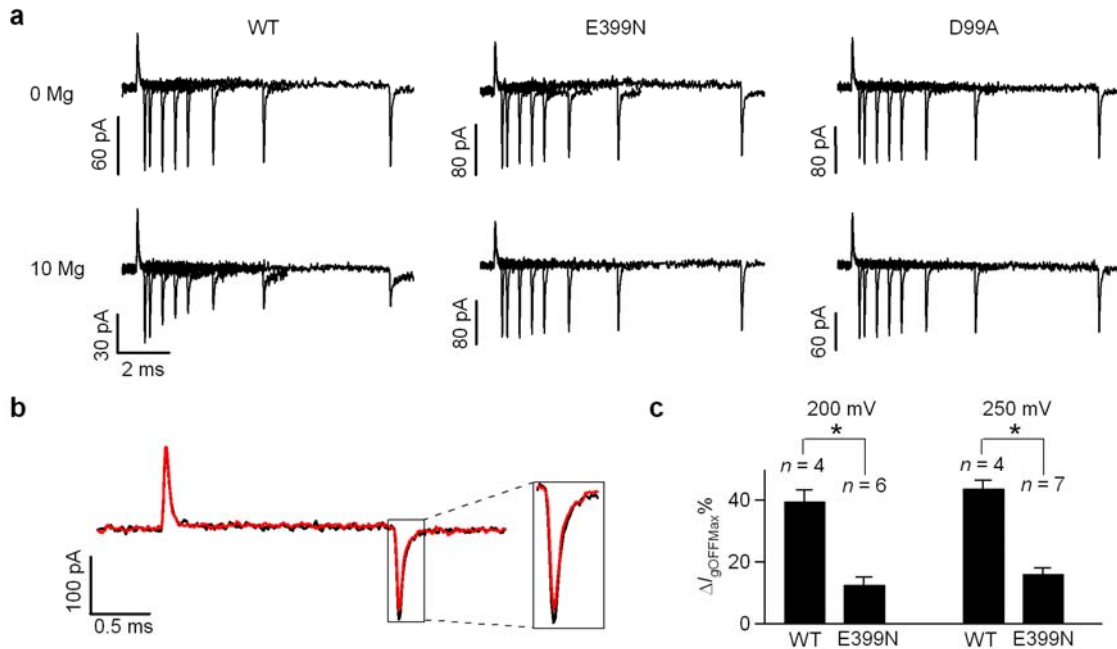 a
WT E399N D99A
0 Mg
60 pA 80 pA 80 pA
10 Mg
30 pA 80 pA 60 pA
2 ms
b
100 pA
0.5 ms
c
200 mV 250 mV
* *
n = 4 n = 4
n = 6 n = 7
40
20
0
ΔI gOFFMax %
WT E399N WT E399N